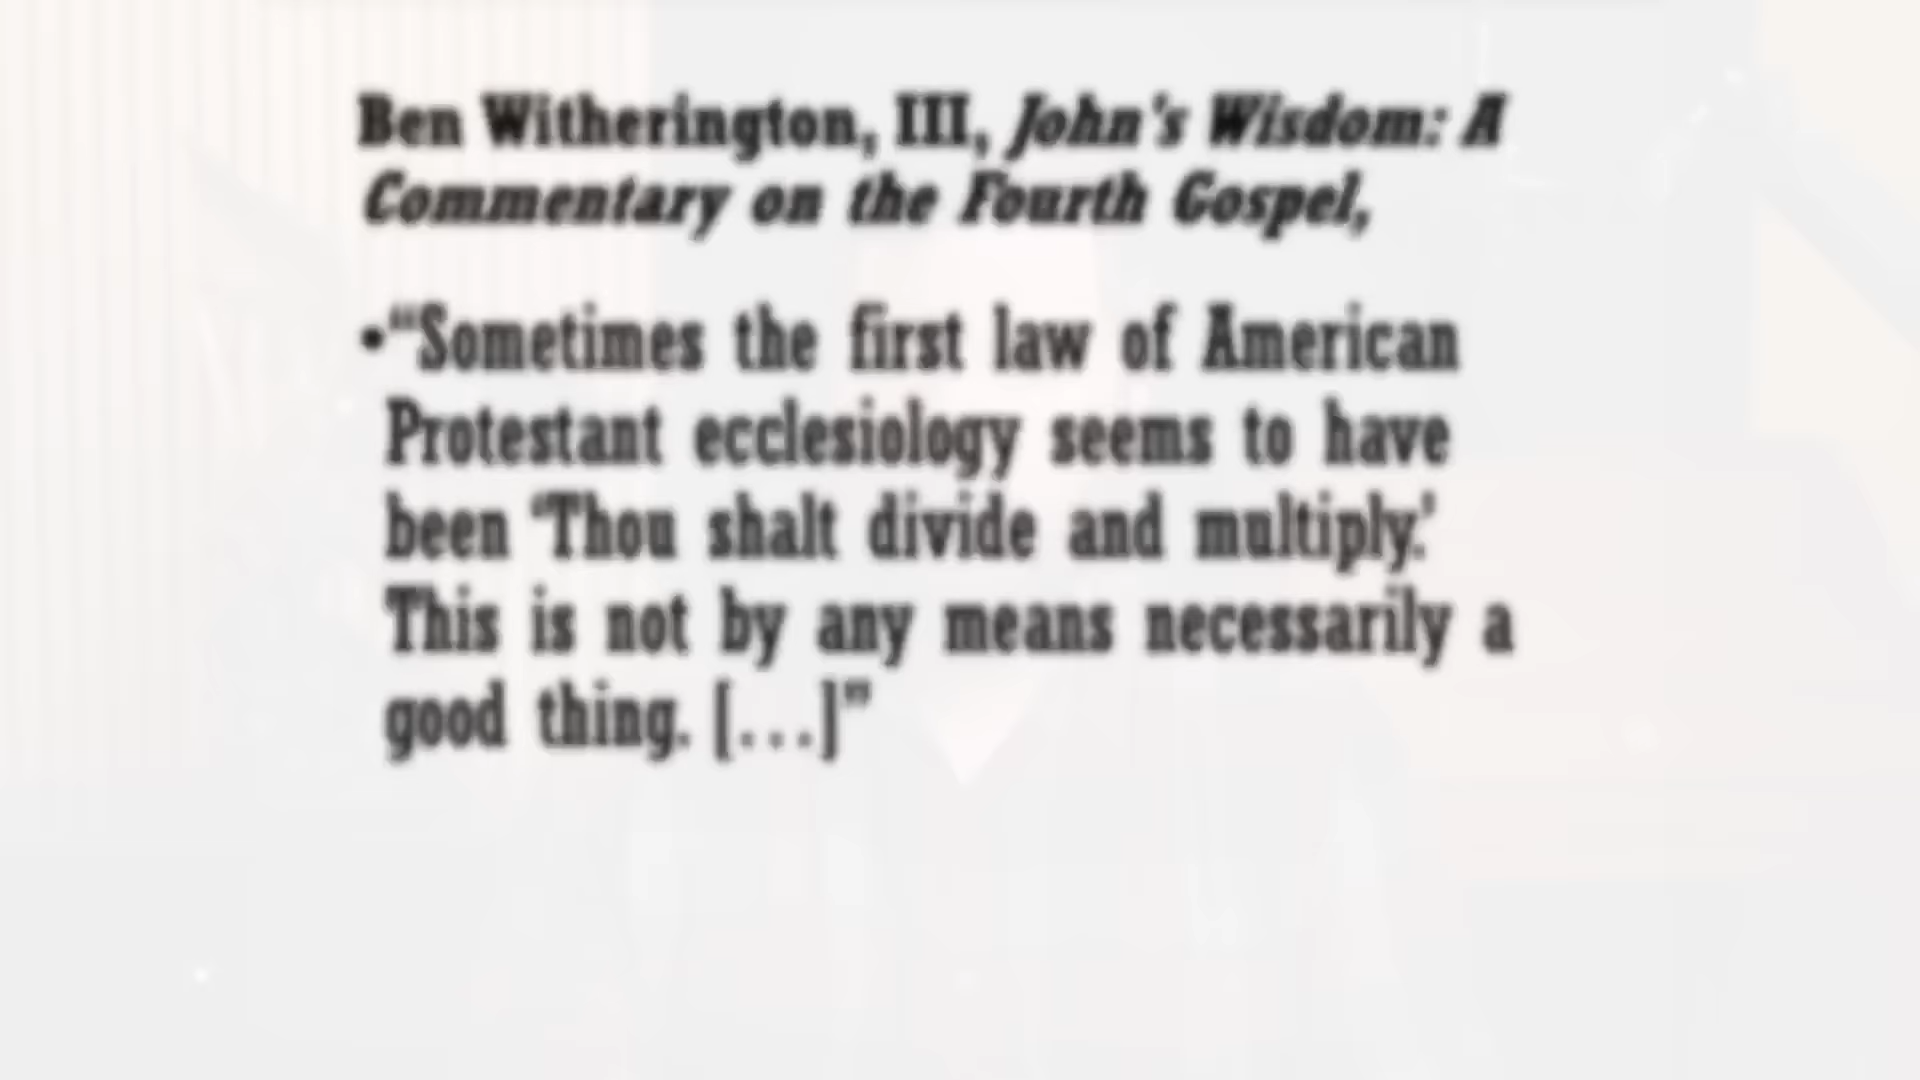 Ben Witherington, III, John's Wisdom: A
Commentary on the Fourth Gospel,
•“Sometimes the first law of American
Protestant ecclesiology seems to have
been ‘Thou shalt divide and multiply.’
This is not by any means necessarily a
good thing. […]”